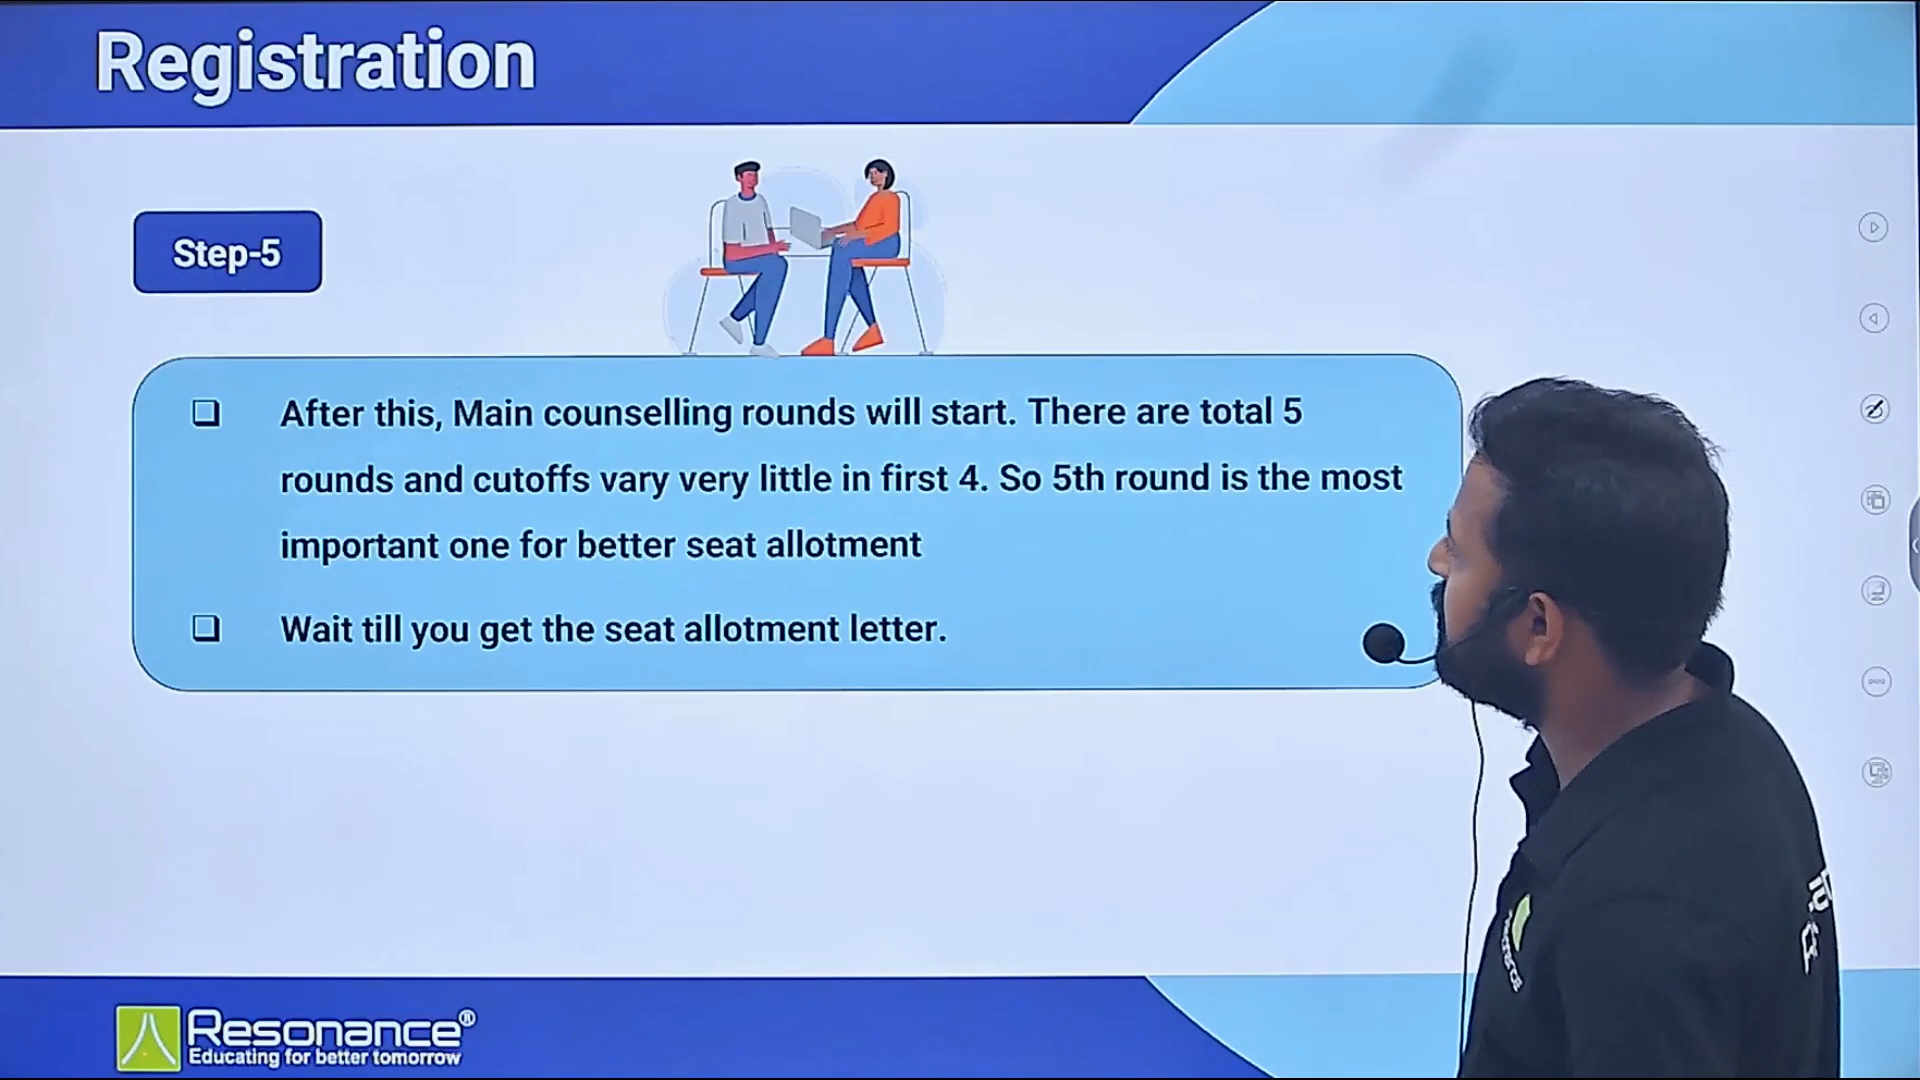 Registration
Step-5
After this, Main counselling rounds will start. There are total 5
rounds and cutoffs vary very little in first 4. So 5th round is the most
important one for better seat allotment
Wait till you get the seat allotment letter.
Resonance®
Educating for better tomorrow